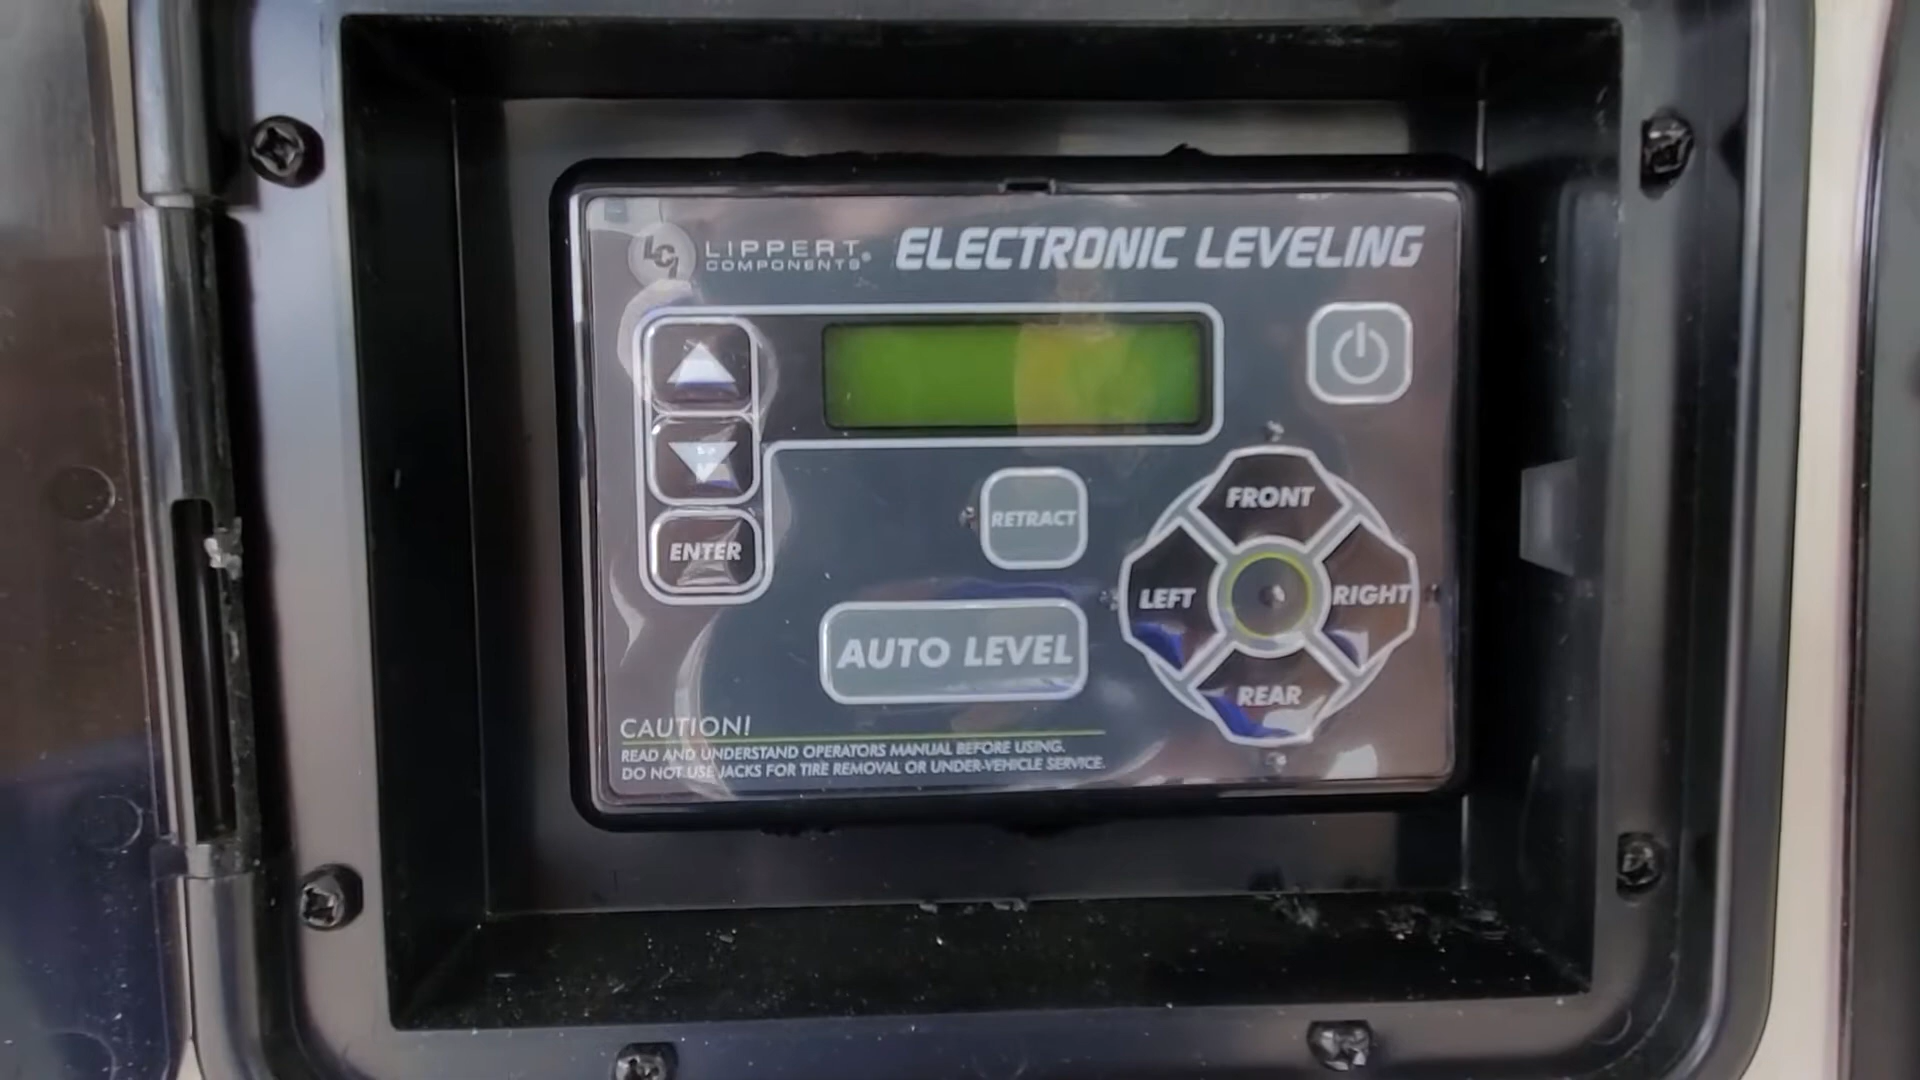 LCI LIPPERT COMPONENTS® ELECTRONIC LEVELING
ENTER
RETRACT
AUTO LEVEL
FRONT
LEFT
RIGHT
REAR
CAUTION!
READ AND UNDERSTAND OPERATORS MANUAL BEFORE USING.
DO NOT USE JACKS FOR TIRE REMOVAL OR UNDER-VEHICLE SERVICE.